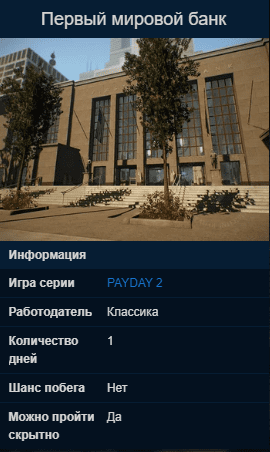 Первый мировой банк
Информация
Игра серии PAYDAY 2
Работодатель Классика
Количество 1
дней
Шанс побега Нет
Можно пройти Да
скрытно